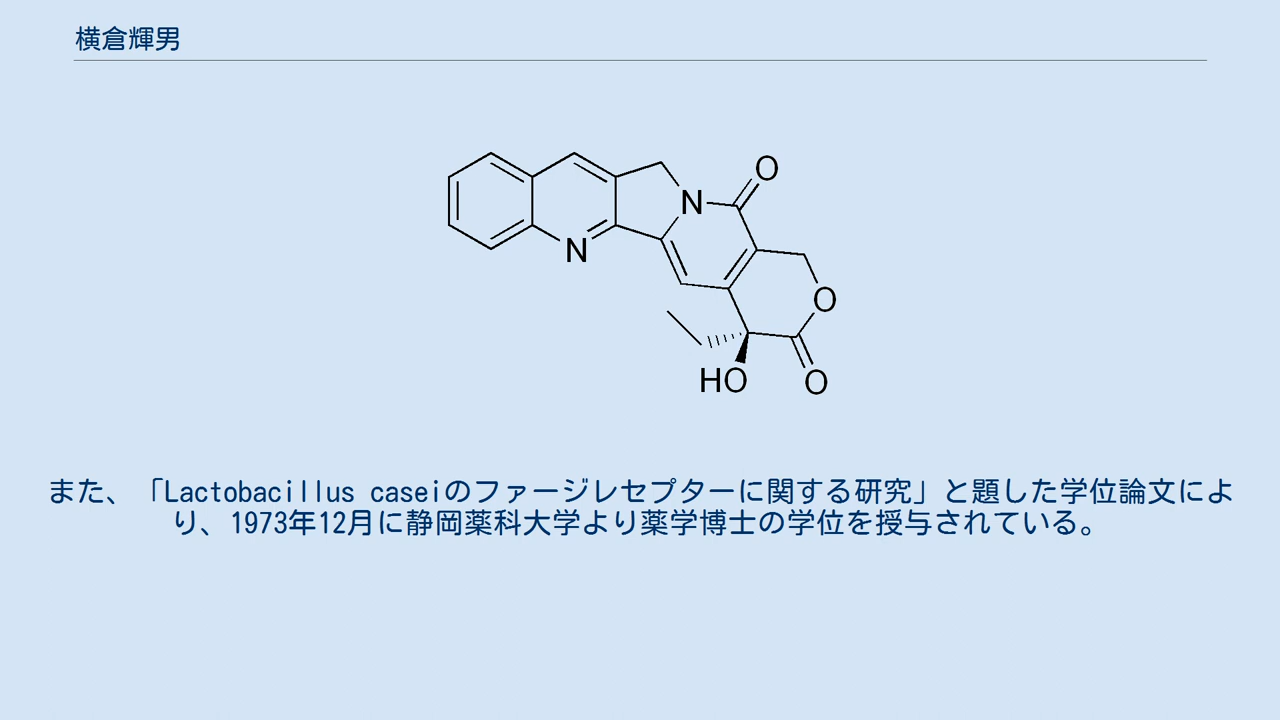 横倉輝男
O
N
N
O
HO
O
また、「Lactobacillus caseiのファージレセプターに関する研究」と題した学位論文によ
り、1973年12月に静岡薬科大学より薬学博士の学位を授与されている。